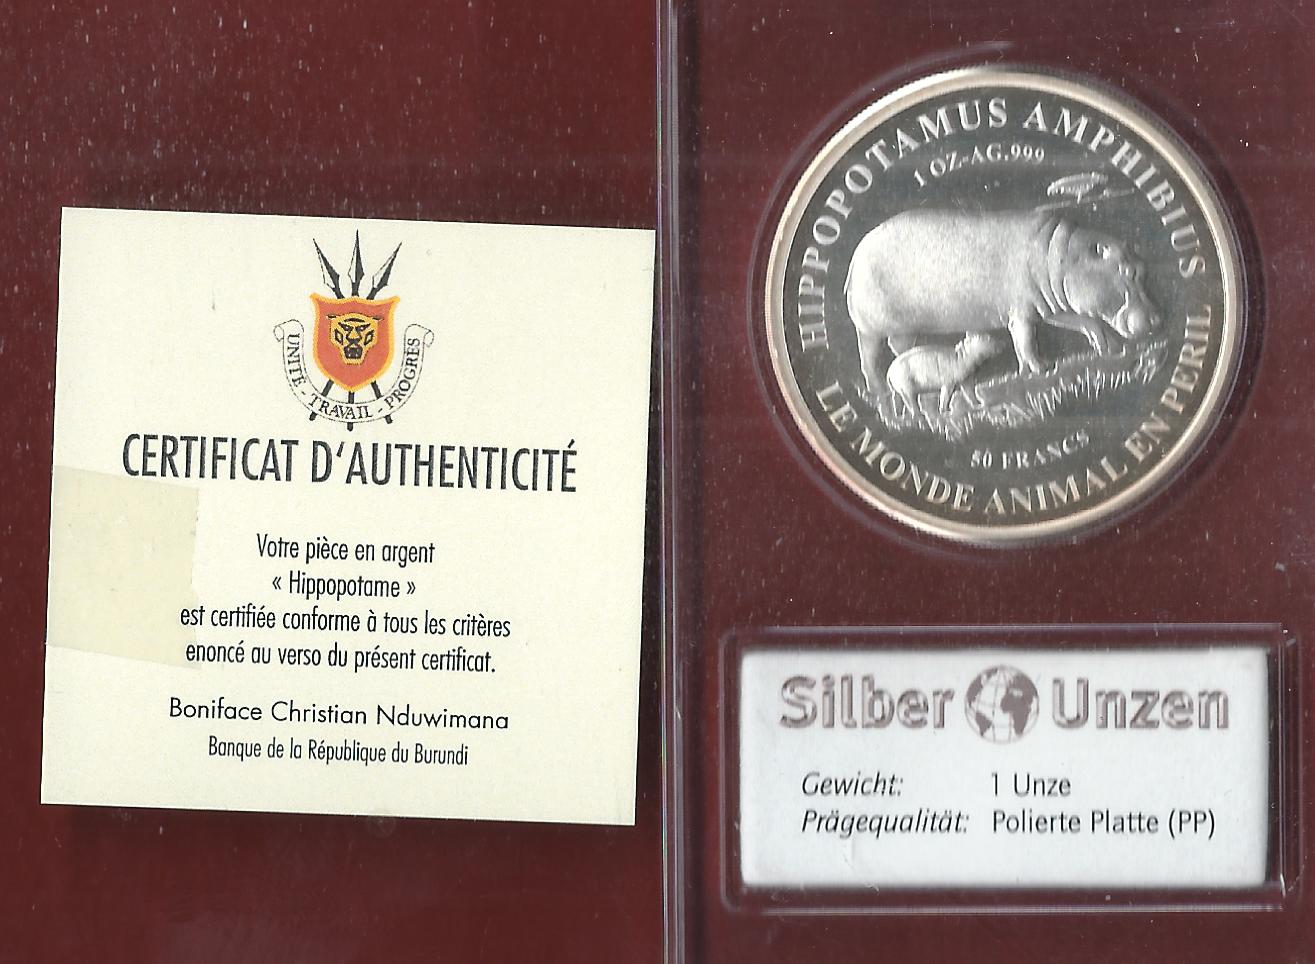 UNITÉ - TRAVAIL - PROGRES
CERTIFICAT D'AUTHENTICITÉ
Votre pièce en argent
« Hippopotame »
est certifiée conforme à tous les critères
enoncé au verso du présent certificat.
Boniface Christian Nduwimana
Banque de la République du Burundi
HIPPOPOTAMUS AMPHIBIUS
1 OZ-AG.999
50 FRANCS
LE MONDE ANIMAL EN PERIL
Silber Unzen
Gewicht: 1 Unze
Prägequalität: Polierte Platte (PP)